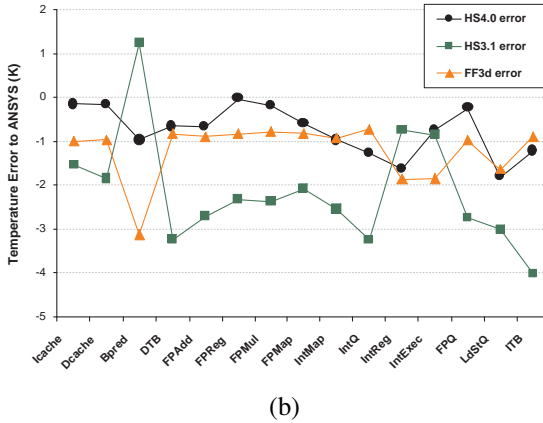 2
1
0
-1
-2
-3
-4
-5
Temperature Error to ANSYS (K)
HS4.0 error
HS3.1 error
FF3d error
Icache
Dcache
Bpred
DTB
FPAdd
FPReg
FPMul
FPMap
IntMap
IntQ
IntReg
IntExec
FPQ
LdStQ
ITB
(b)